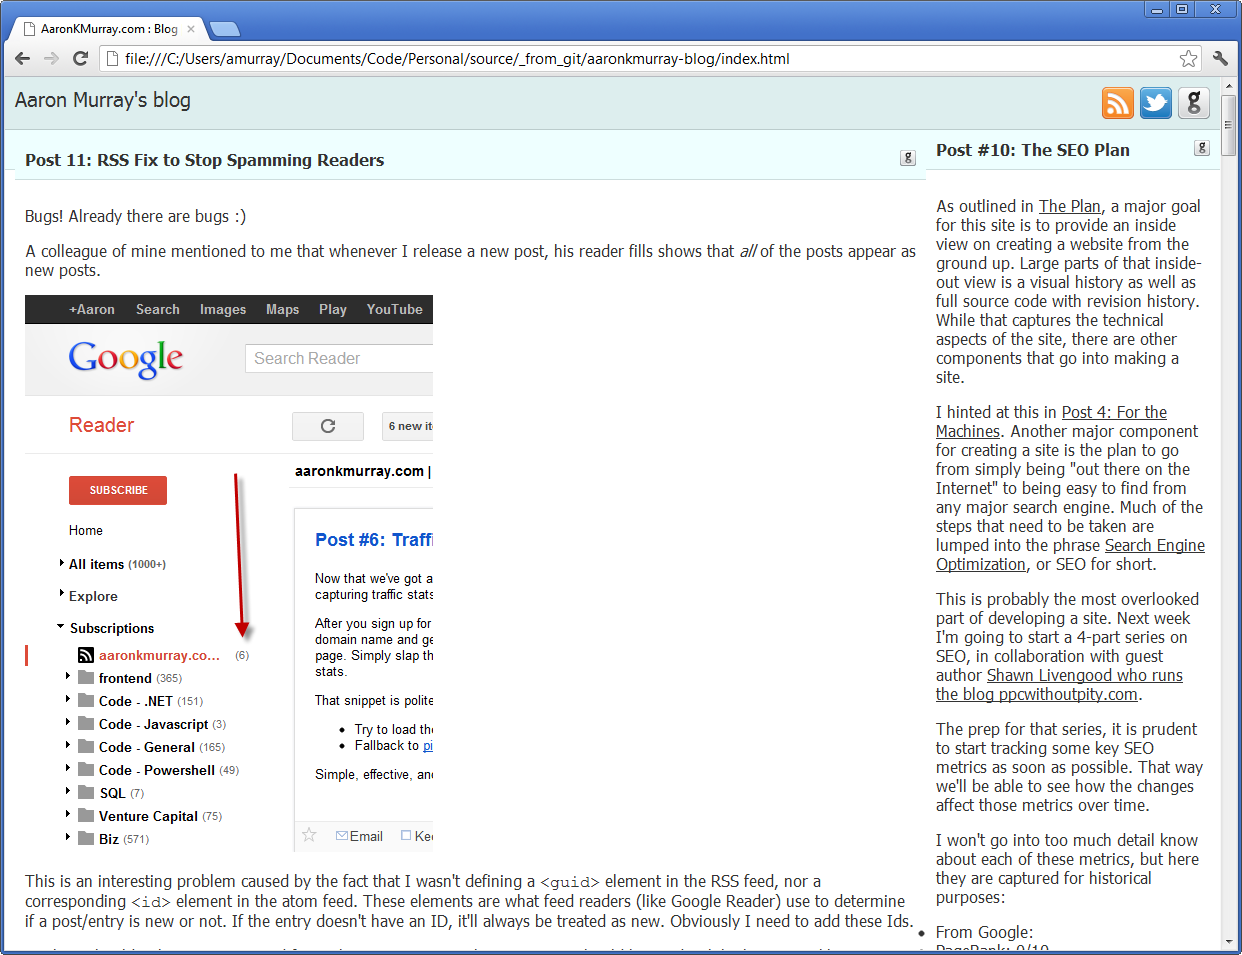 AaronKMurray.com : Blog
file:///C:/Users/amurray/Documents/Code/Personal/source/_from_git/aaronkmurray-blog/index.html
Aaron Murray's blog
g
Post 11: RSS Fix to Stop Spamming Readers
g
Bugs! Already there are bugs :)
A colleague of mine mentioned to me that whenever I release a new post, his reader fills shows that all of the posts appear as
new posts.
+Aaron Search Images Maps Play YouTube
Google
Search Reader
Reader
6 new
aaronkmurray.com |
SUBSCRIBE
Home
All items (1000+)
Explore
Subscriptions
aaronkmurray.co... (6)
frontend (365)
Code - .NET (151)
Code - Javascript (3)
Code - General (165)
Code - Powershell (49)
SQL (7)
Venture Capital (75)
Biz (571)
Post #6:
Now that we've got a
capturing traffic stats
After you sign up for
domain name and
page. Simply slap
stats.
That snippet is
Try to load
Fallback to
Simple, effective,
Email
This is an interesting problem caused by the fact that I wasn't defining a <guid> element in the RSS feed, nor a
corresponding <id> element in the atom feed. These elements are what feed readers (like Google Reader) use to determine
if a post/entry is new or not. If the entry doesn't have an ID, it'll always be treated as new. Obviously I need to add these Ids.
Post #10: The SEO Plan
g
As outlined in The Plan, a major goal
for this site is to provide an inside
view on creating a website from the
ground up. Large parts of that inside-
out view is a visual history as well as
full source code with revision history.
While that captures the technical
aspects of the site, there are other
components that go into making a
site.
I hinted at this in Post 4: For the
Machines. Another major component
for creating a site is the plan to go
from simply being "out there on the
Internet" to being easy to find from
any major search engine. Much of the
steps that need to be taken are
lumped into the phrase Search Engine
Optimization, or SEO for short.
This is probably the most overlooked
part of developing a site. Next week
I'm going to start a 4-part series on
SEO, in collaboration with guest
author Shawn Livengood who runs
the blog ppcwithoutpity.com.
The prep for that series, it is prudent
to start tracking some key SEO
metrics as soon as possible. That way
we'll be able to see how the changes
affect those metrics over time.
I won't go into too much detail know
about each of these metrics, but here
they are captured for historical
purposes:
From Google:
PageRank: 0/10